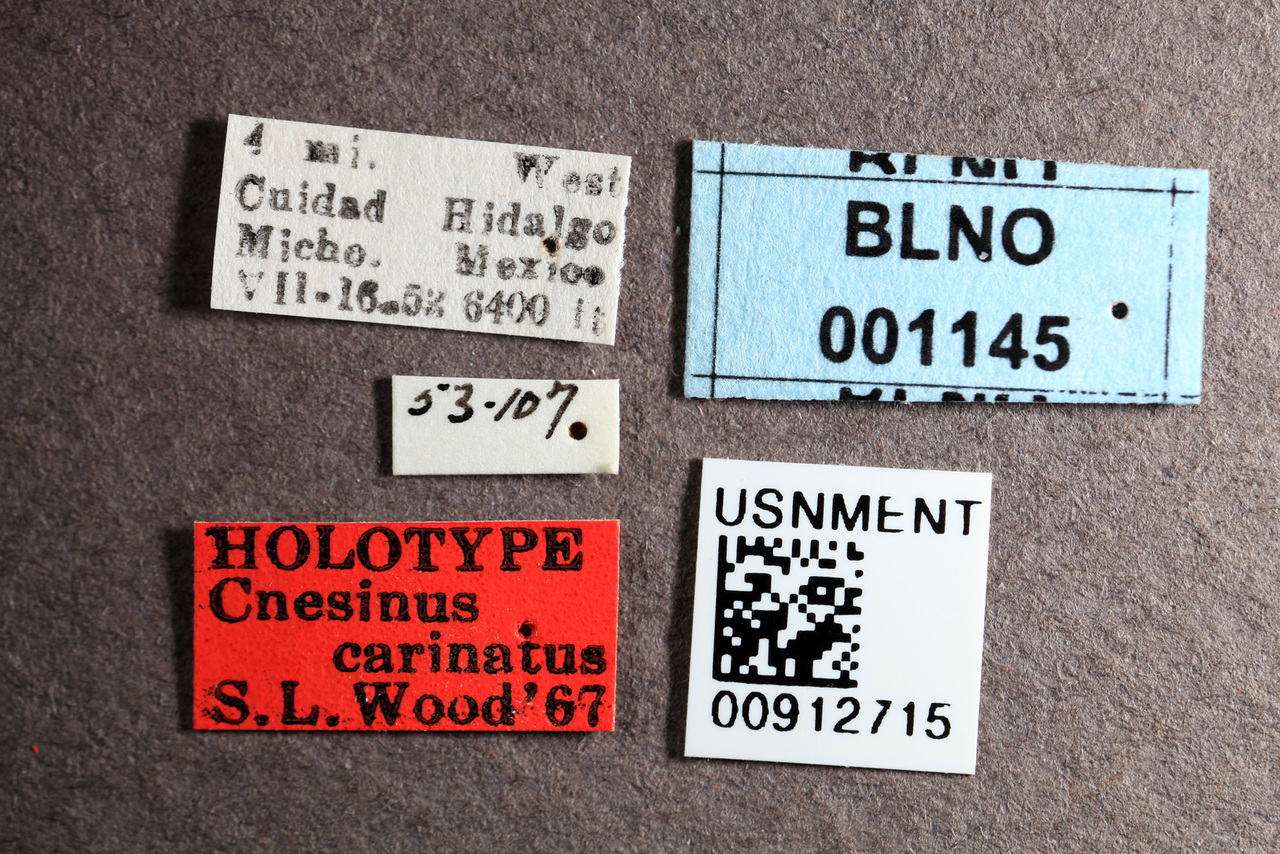 4 mi. West
Cuidad Hidalgo
Micho. Mexico
VII-16-53 6400 ft
53-107
HOLOTYPE
Cnesinus
carinatus
S.L. Wood '67
BLNO
001145
USNMENT
00912715